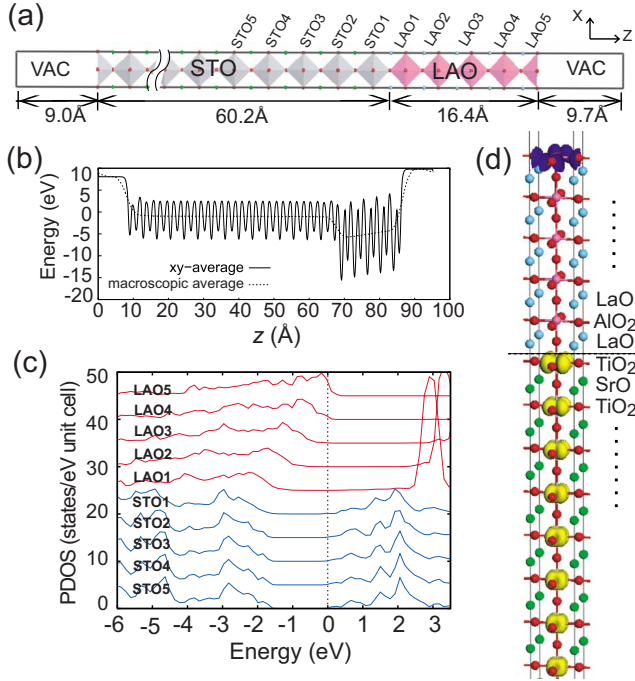 (a)
STO5 STO4 STO3 STO2 STO1 LAO1 LAO2 LAO3 LAO4 LAO5
X
Z
VAC STO LAO VAC
9.0Å 60.2Å 16.4Å 9.7Å
(b)
Energy (eV)
10
5
0
-5
-10
-15
-20
xy−average
macroscopic average
0 10 20 30 40 50 60 70 80 90 100
z (Å)
(c)
PDOS (states/eV unit cell)
50
40
30
20
10
0
LAO5
LAO4
LAO3
LAO2
LAO1
STO1
STO2
STO3
STO4
STO5
-6 -5 -4 -3 -2 -1 0 1 2 3
Energy (eV)
(d)
LaO
AlO2
LaO
TiO2
SrO
TiO2